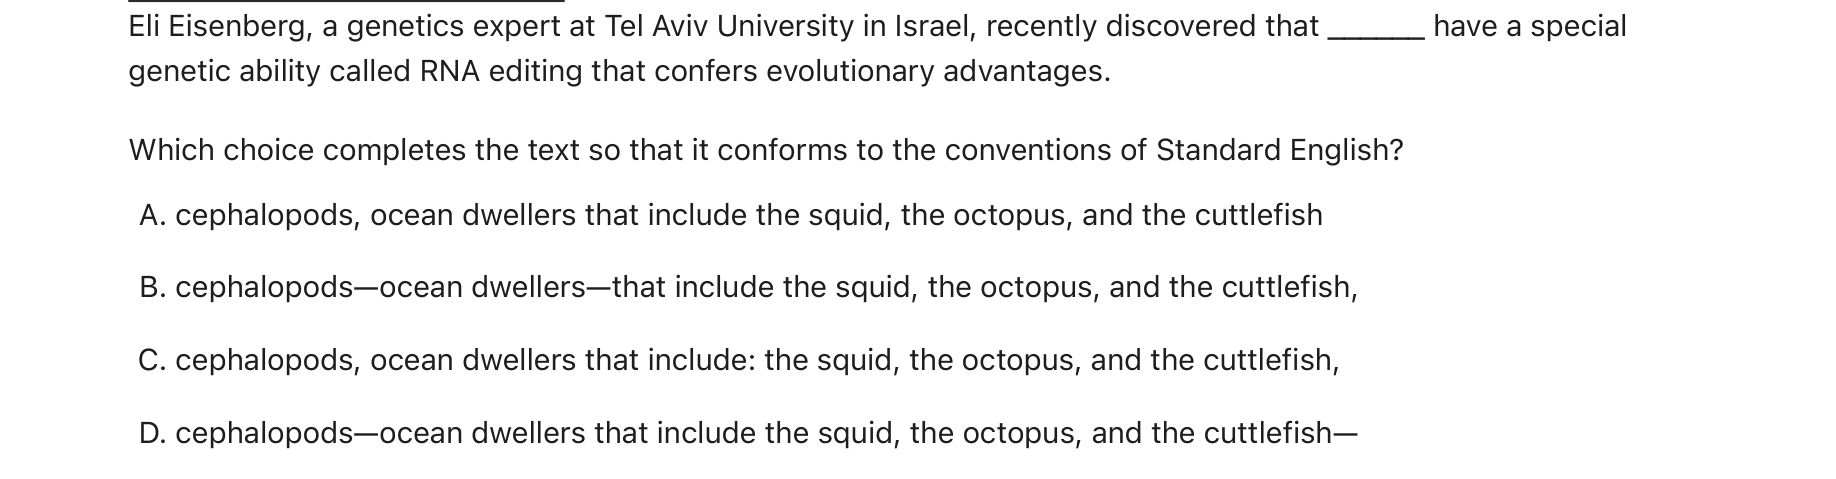 Eli Eisenberg, a genetics expert at Tel Aviv University in Israel, recently discovered that ______ have a special
genetic ability called RNA editing that confers evolutionary advantages.
Which choice completes the text so that it conforms to the conventions of Standard English?
A. cephalopods, ocean dwellers that include the squid, the octopus, and the cuttlefish
B. cephalopods—ocean dwellers—that include the squid, the octopus, and the cuttlefish,
C. cephalopods, ocean dwellers that include: the squid, the octopus, and the cuttlefish,
D. cephalopods—ocean dwellers that include the squid, the octopus, and the cuttlefish—